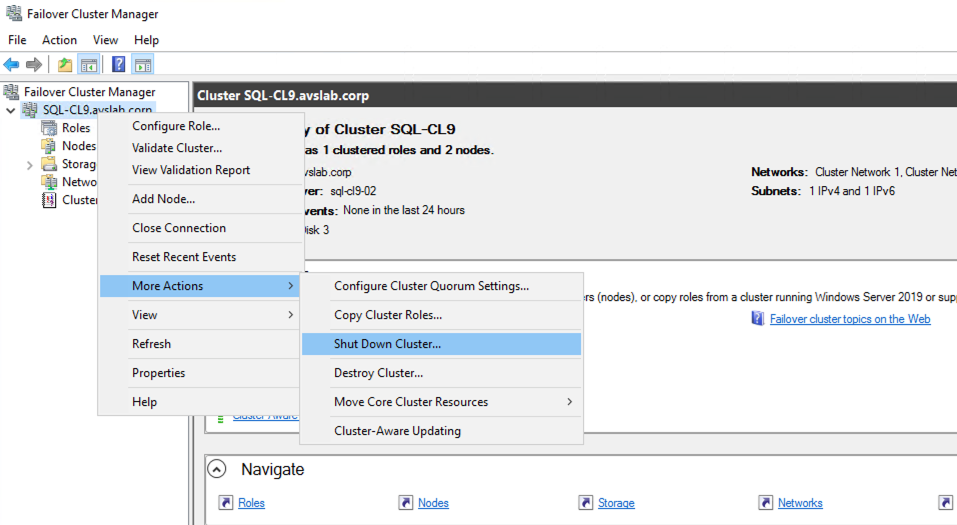 Failover Cluster Manager
File Action View Help
Failover Cluster Manager
SQL-CL9.avslab.corp
Roles
Nodes
Storag
Netwo
Cluster
Configure Role...
Validate Cluster...
View Validation Report
Add Node...
Close Connection
Reset Recent Events
More Actions
View
Refresh
Properties
Help
Configure Cluster Quorum Settings...
Copy Cluster Roles...
Shut Down Cluster...
Destroy Cluster...
Move Core Cluster Resources
Cluster-Aware Updating
Cluster SQL-CL9.avslab.corp
y of Cluster SQL-CL9
as 1 clustered roles and 2 nodes.
vslab.corp
ver: sql-cl9-02
vents: None in the last 24 hours
isk 3
Networks: Cluster Network 1, Cluster Net
Subnets: 1 IPv4 and 1 IPv6
rs (nodes), or copy roles from a cluster running Windows Server 2019 or sup
Failover cluster topics on the Web
Cluster-Aware
Navigate
Roles Nodes Storage Networks